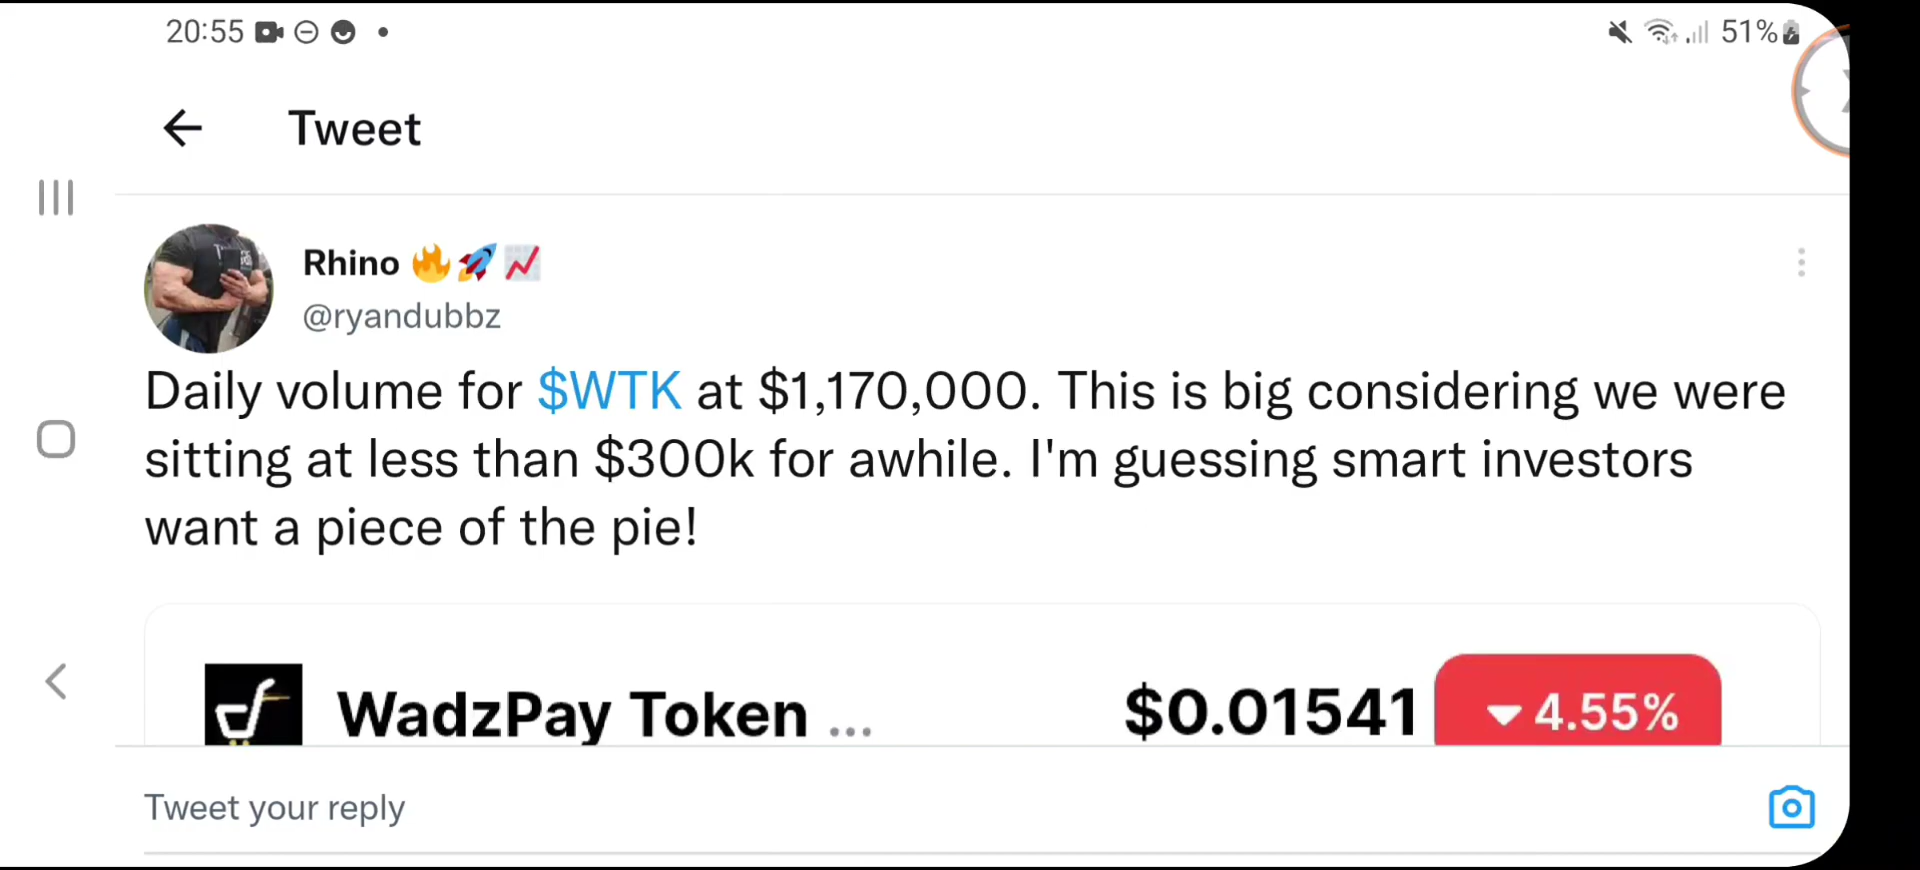 20:55 51%
Tweet
Rhino 🔥🚀📈
@ryandubbz
Daily volume for $WTK at $1,170,000. This is big considering we were
sitting at less than $300k for awhile. I'm guessing smart investors
want a piece of the pie!
WadzPay Token ... $0.01541 4.55%
Tweet your reply